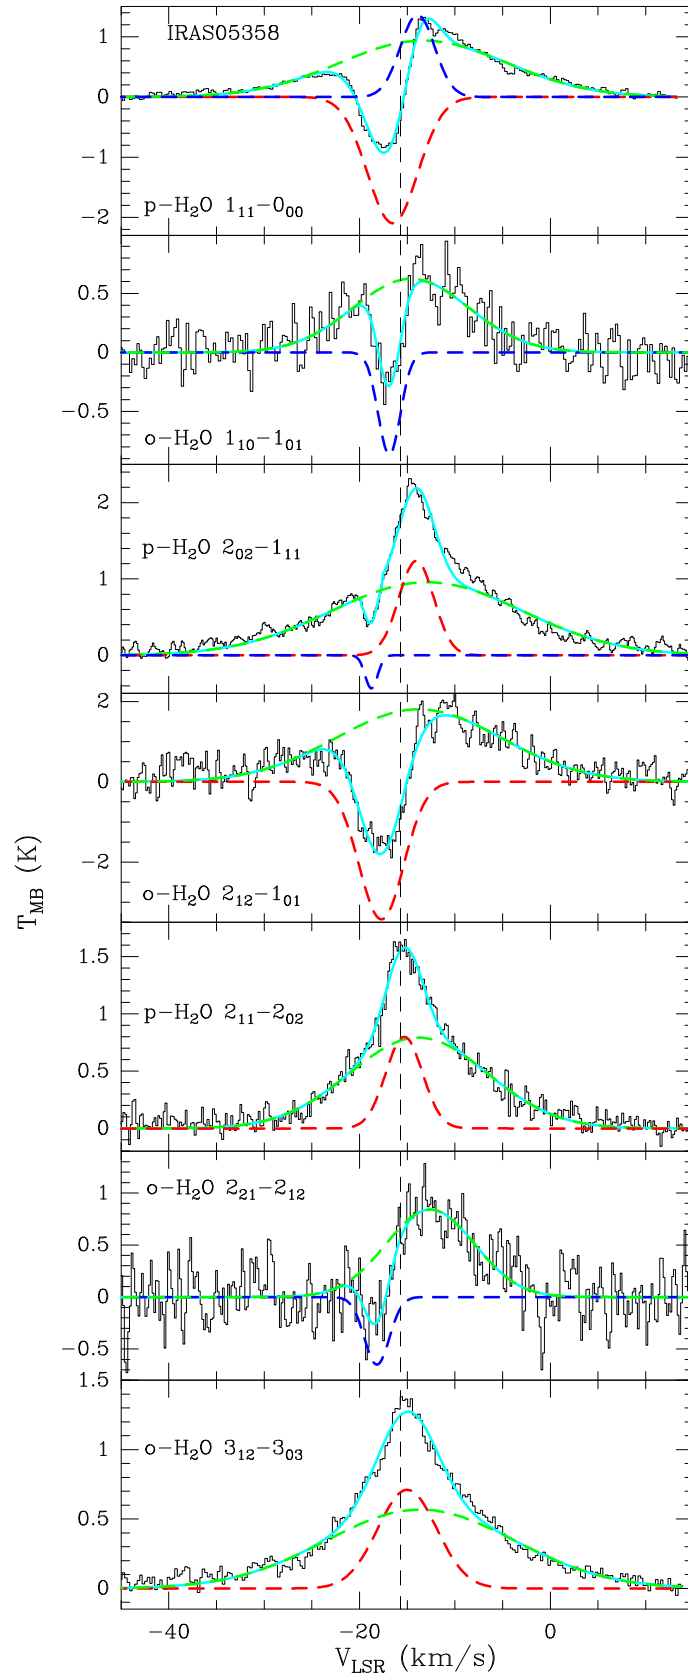 IRAS05358
1
0
−1
−2
p−H₂O 1₁₁−0₀₀
0.5
0
−0.5
o−H₂O 1₁₀−1₀₁
2
p−H₂O 2₀₂−1₁₁
1
0
2
0
−2
o−H₂O 2₁₂−1₀₁
T_MB (K)
1.5
p−H₂O 2₁₁−2₀₂
1
0.5
0
o−H₂O 2₂₁−2₁₂
1
0.5
0
−0.5
1.5
o−H₂O 3₁₂−3₀₃
1
0.5
0
−40 −20 0
V_LSR (km/s)